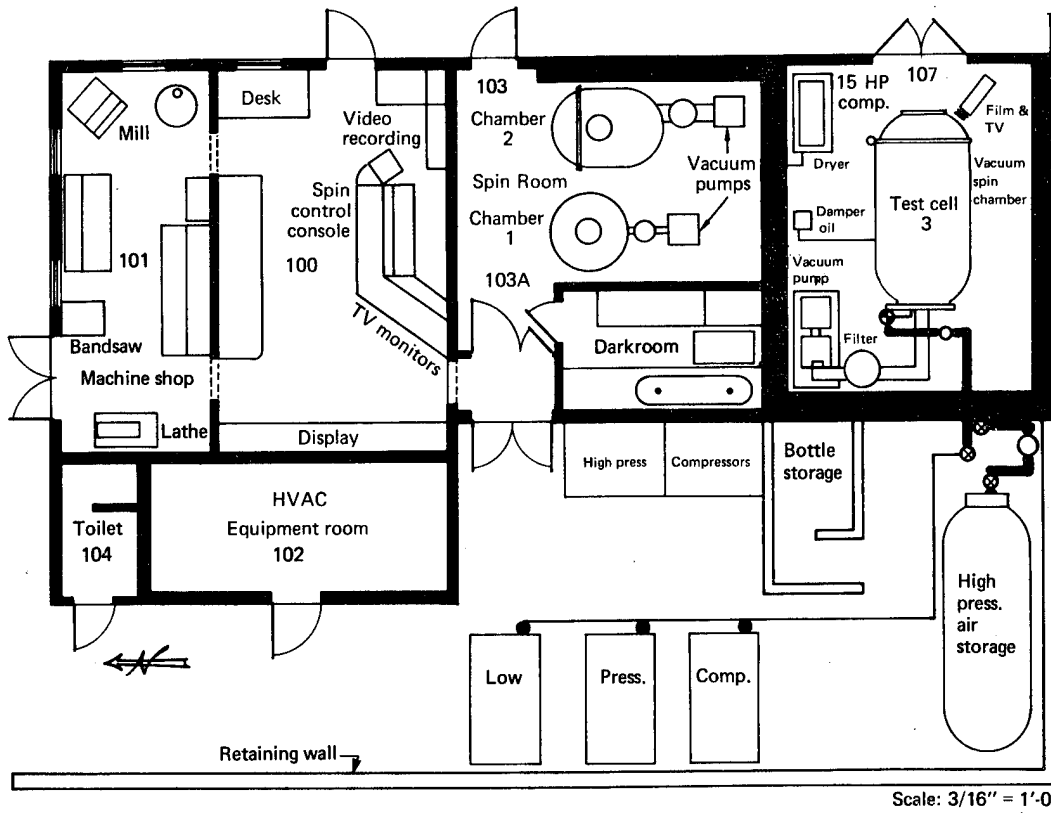 Desk
Mill
Video
recording
Spin
control
console
101
100
TV monitors
Bandsaw
Machine shop
Lathe
Display
103
Chamber
2
Spin Room
Chamber
1
103A
Vacuum
pumps
Darkroom
107
15 HP
comp.
Film &
TV
Dryer
Vacuum
spin
chamber
Test cell
3
Damper
oil
Vacuum
pump
Filter
High press
Compressors
Bottle
storage
Toilet
104
HVAC
Equipment room
102
N
High
press.
air
storage
Low
Press.
Comp.
Retaining wall
Scale: 3/16" = 1'-0